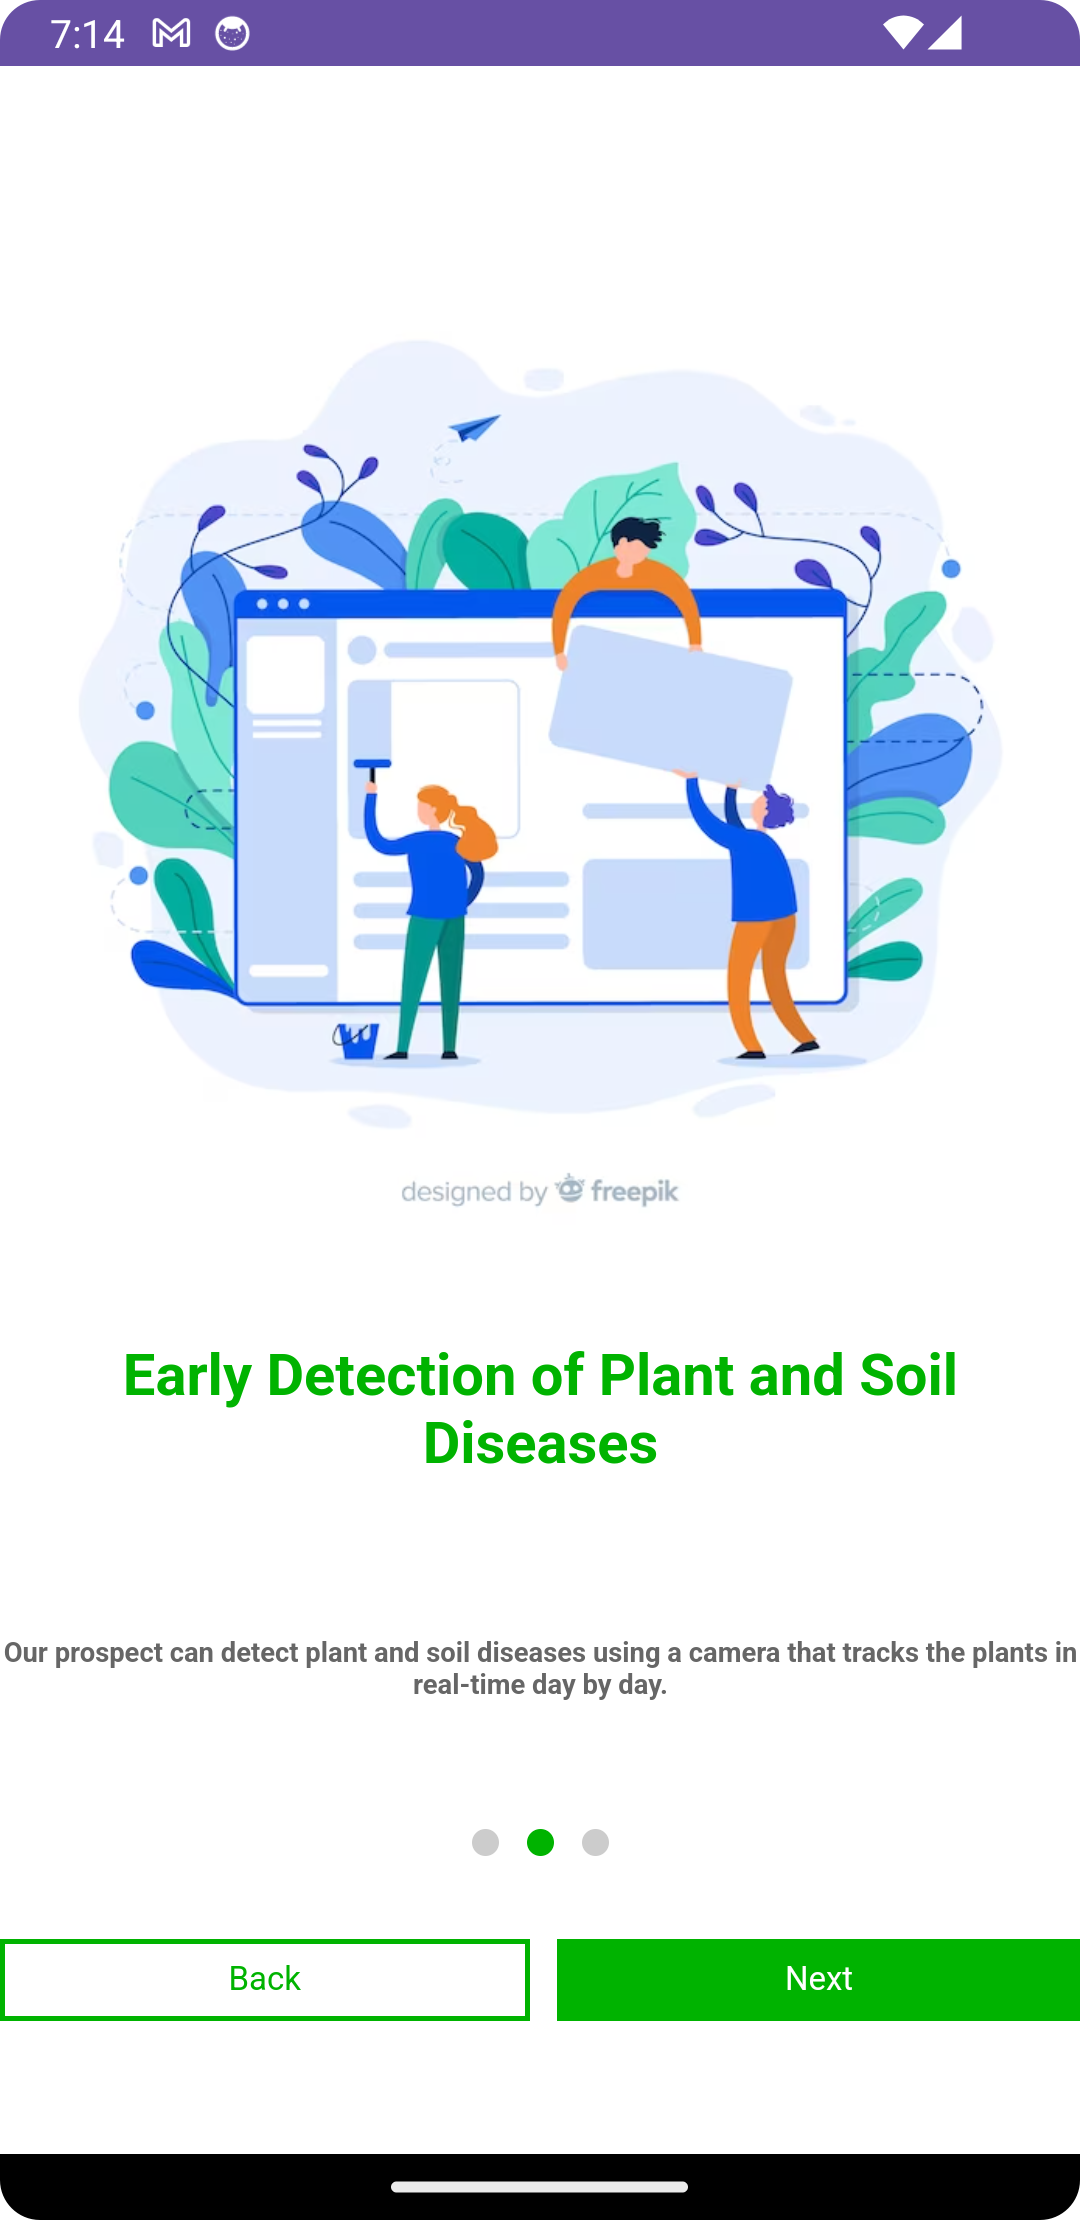 7:14
designed by freepik
Early Detection of Plant and Soil
Diseases
Our prospect can detect plant and soil diseases using a camera that tracks the plants in
real-time day by day.
Back
Next